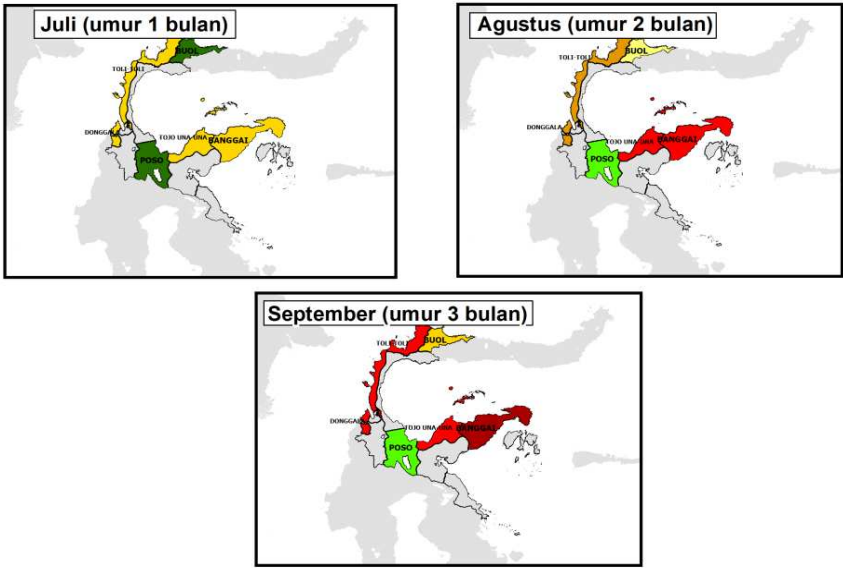 Juli (umur 1 bulan)
BUOL
TOLI-TOLI
DONGGALA
TOJO UNA-UNA
BANGGAI
POSO
Agustus (umur 2 bulan)
BUOL
TOLI-TOLI
DONGGALA
TOJO UNA-UNA
BANGGAI
POSO
September (umur 3 bulan)
TOLI-TOLI
BUOL
DONGGALA
TOJO UNA-UNA
BANGGAI
POSO